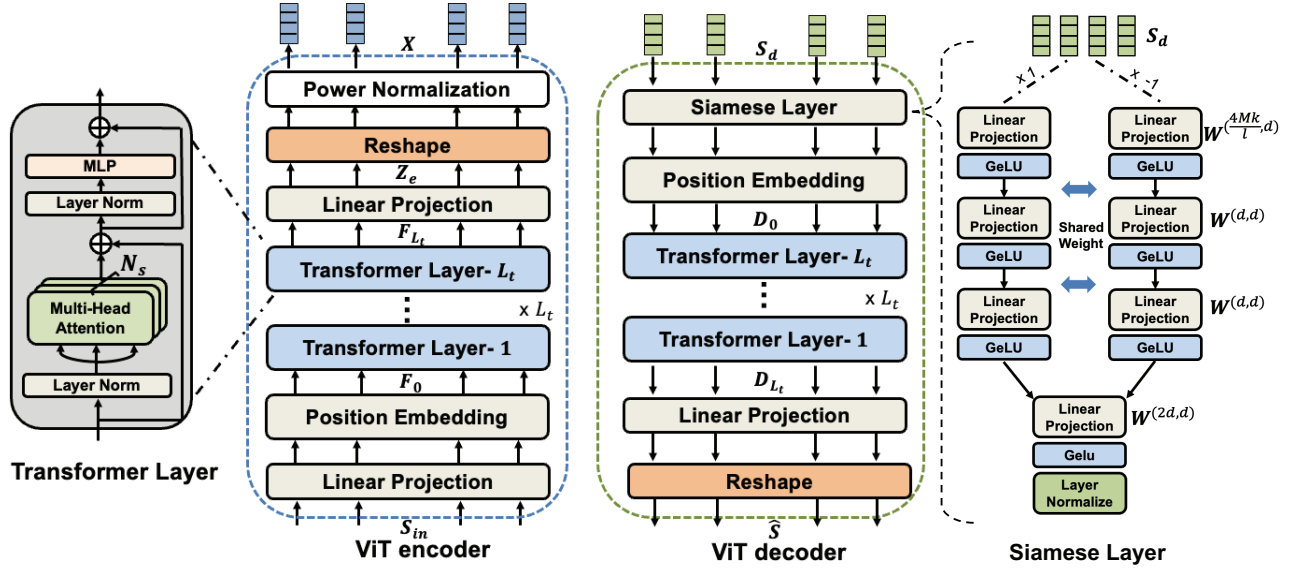 MLP
Layer Norm
N_s
Multi-Head
Attention
Layer Norm
Transformer Layer
X
Power Normalization
Reshape
Z_e
Linear Projection
F_{L_t}
Transformer Layer- L_t
x L_t
Transformer Layer- 1
F_0
Position Embedding
Linear Projection
S_{in}
ViT encoder
S_d
Siamese Layer
Position Embedding
D_0
Transformer Layer- L_t
x L_t
Transformer Layer- 1
D_{L_t}
Linear Projection
Reshape
Ŝ
ViT decoder
S_d
x 1
x -1
Linear
Projection
GeLU
Linear
Projection
GeLU
Linear
Projection
GeLU
Shared
Weight
Linear
Projection
W^{(\frac{4Mk}{l},d)}
GeLU
Linear
Projection
W^{(d,d)}
GeLU
Linear
Projection
W^{(d,d)}
GeLU
Linear
Projection
W^{(2d,d)}
Gelu
Layer
Normalize
Siamese Layer